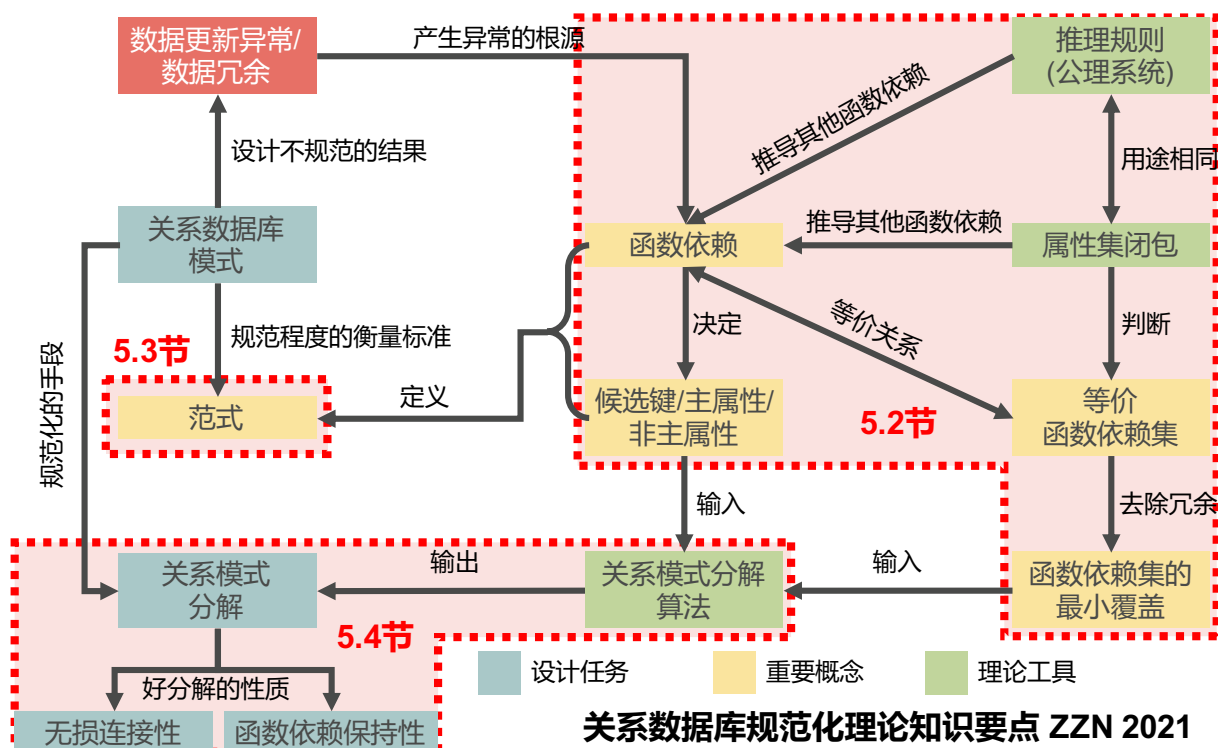 数据更新异常/
数据冗余
产生异常的根源
推理规则
(公理系统)
推导其他函数依赖
设计不规范的结果
用途相同
关系数据库
模式
函数依赖
推导其他函数依赖
属性集闭包
规范化的手段
规范程度的衡量标准
决定
等价关系
判断
5.3节
范式
定义
候选键/主属性/
非主属性
5.2节
等价
函数依赖集
输入
去除冗余
关系模式
分解
输出
关系模式分解
算法
输入
函数依赖集的
最小覆盖
5.4节
好分解的性质
设计任务
重要概念
理论工具
无损连接性
函数依赖保持性
关系数据库规范化理论知识要点 ZZN 2021